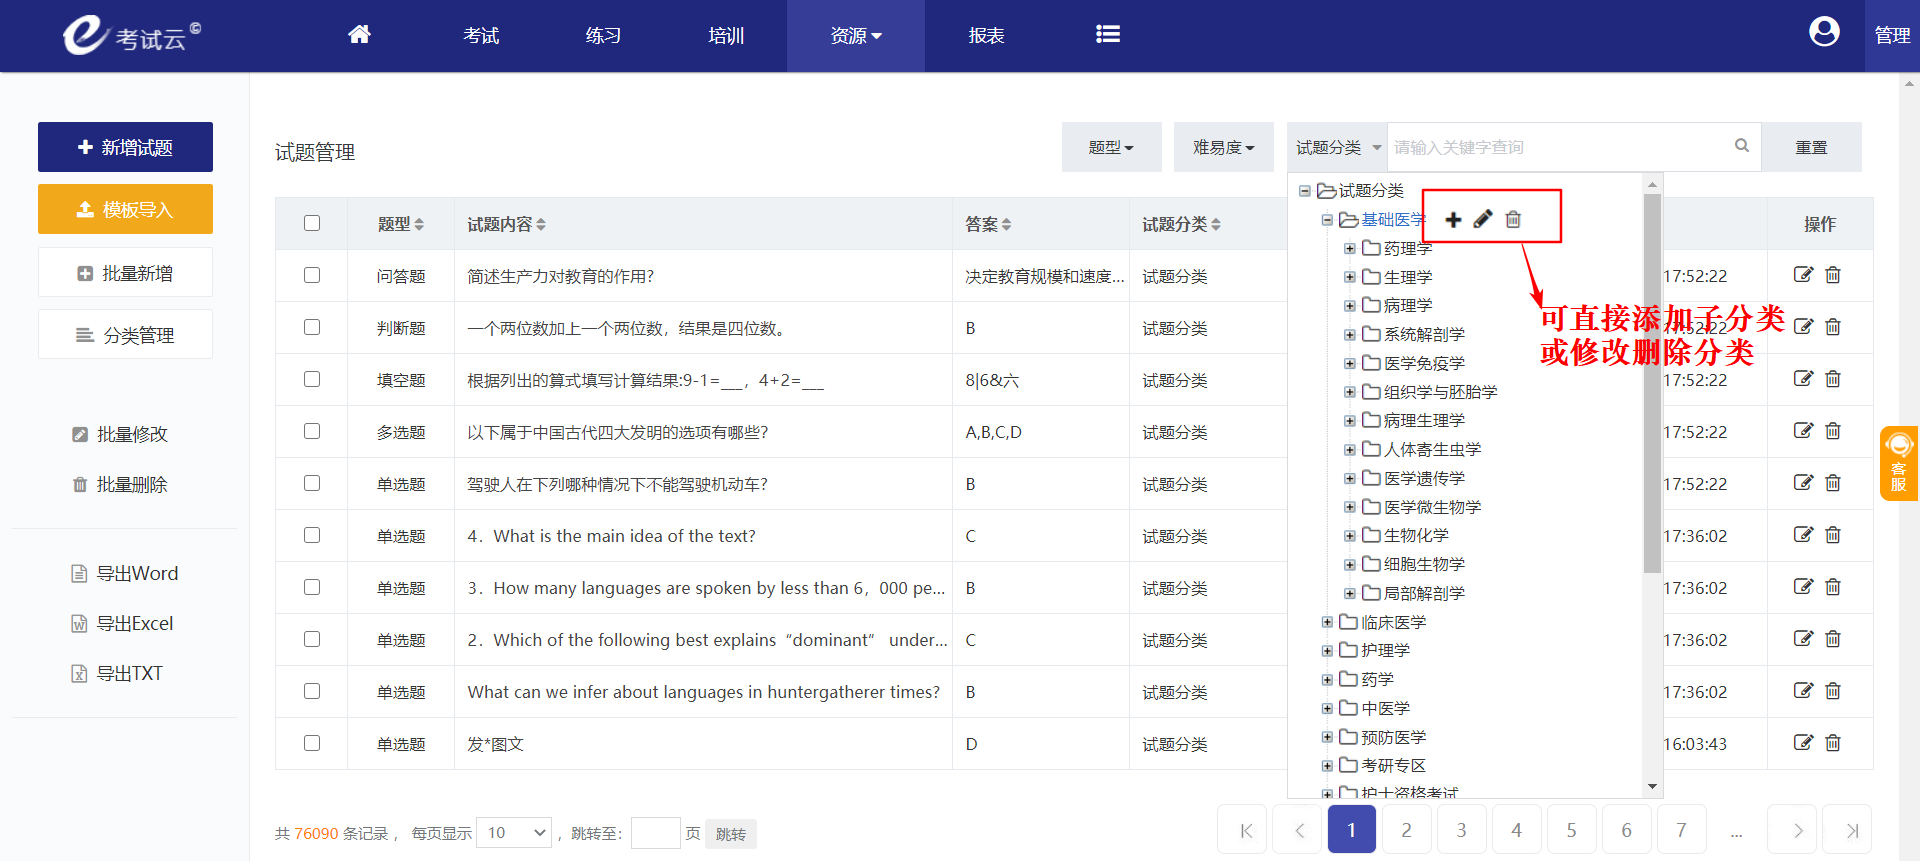 考试云©
考试
练习
培训
资源
报表
管理
新增试题
模板导入
批量新增
分类管理
批量修改
批量删除
导出Word
导出Excel
导出TXT
试题管理
题型
难易度
试题分类
请输入关键字查询
重置
题型 试题内容 答案 试题分类 操作
问答题 简述生产力对教育的作用? 决定教育规模和速度... 试题分类 17:52:22
判断题 一个两位数加上一个两位数，结果是四位数。 B 试题分类 17:52:22
填空题 根据列出的算式填写计算结果:9-1=___，4+2=___ 8|6&六 试题分类 17:52:22
多选题 以下属于中国古代四大发明的选项有哪些? A,B,C,D 试题分类 17:52:22
单选题 驾驶人在下列哪种情况下不能驾驶机动车? B 试题分类 17:52:22
单选题 4．What is the main idea of the text? C 试题分类 17:36:02
单选题 3．How many languages are spoken by less than 6，000 pe... B 试题分类 17:36:02
单选题 2．Which of the following best explains“dominant” under... C 试题分类 17:36:02
单选题 What can we infer about languages in huntergatherer times? B 试题分类 17:36:02
单选题 发*图文 D 试题分类 16:03:43
试题分类
基础医学
药理学
生理学
病理学
系统解剖学
医学免疫学
组织学与胚胎学
病理生理学
人体寄生虫学
医学遗传学
医学微生物学
生物化学
细胞生物学
局部解剖学
临床医学
护理学
药学
中医学
预防医学
考研专区
护士资格考试
可直接添加子分类
或修改删除分类
客服
共 76090 条记录， 每页显示 10 ，跳转至: 页 跳转
1 2 3 4 5 6 7 ...